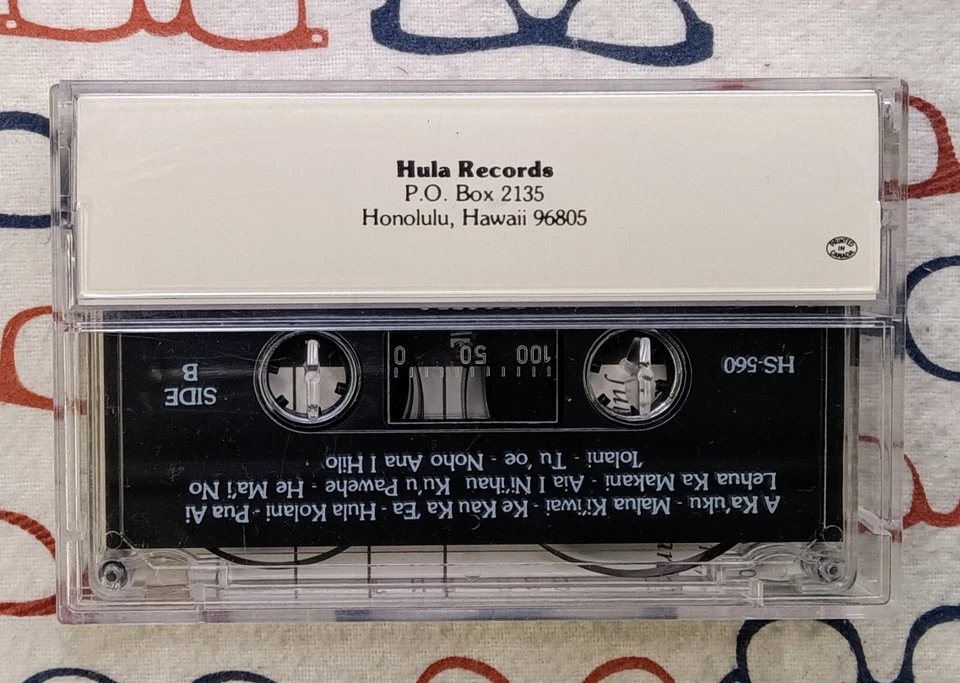 Hula Records
P.O. Box 2135
Honolulu, Hawaii 96805
PRINTED
IN
CANADA
A Ka'uku - Malua Ki'iwai - Ke Kau Ka 'Ea - Hula Kolani - Pua Ai
Lehua Ka Makani - Aia I Ni'ihau Ku'u Pawehe - He Ma'i No
'Iolani - Tu 'oe - Noho Ana I Hilo
HS-560
100 50 0
SIDE
B